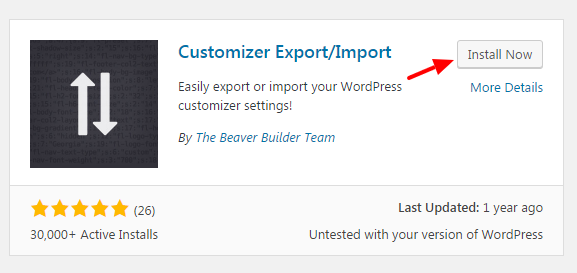 Customizer Export/Import
Install Now
Easily export or import your WordPress
More Details
customizer settings!
By The Beaver Builder Team
(26)
Last Updated: 1 year ago
30,000+ Active Installs
Untested with your version of WordPress